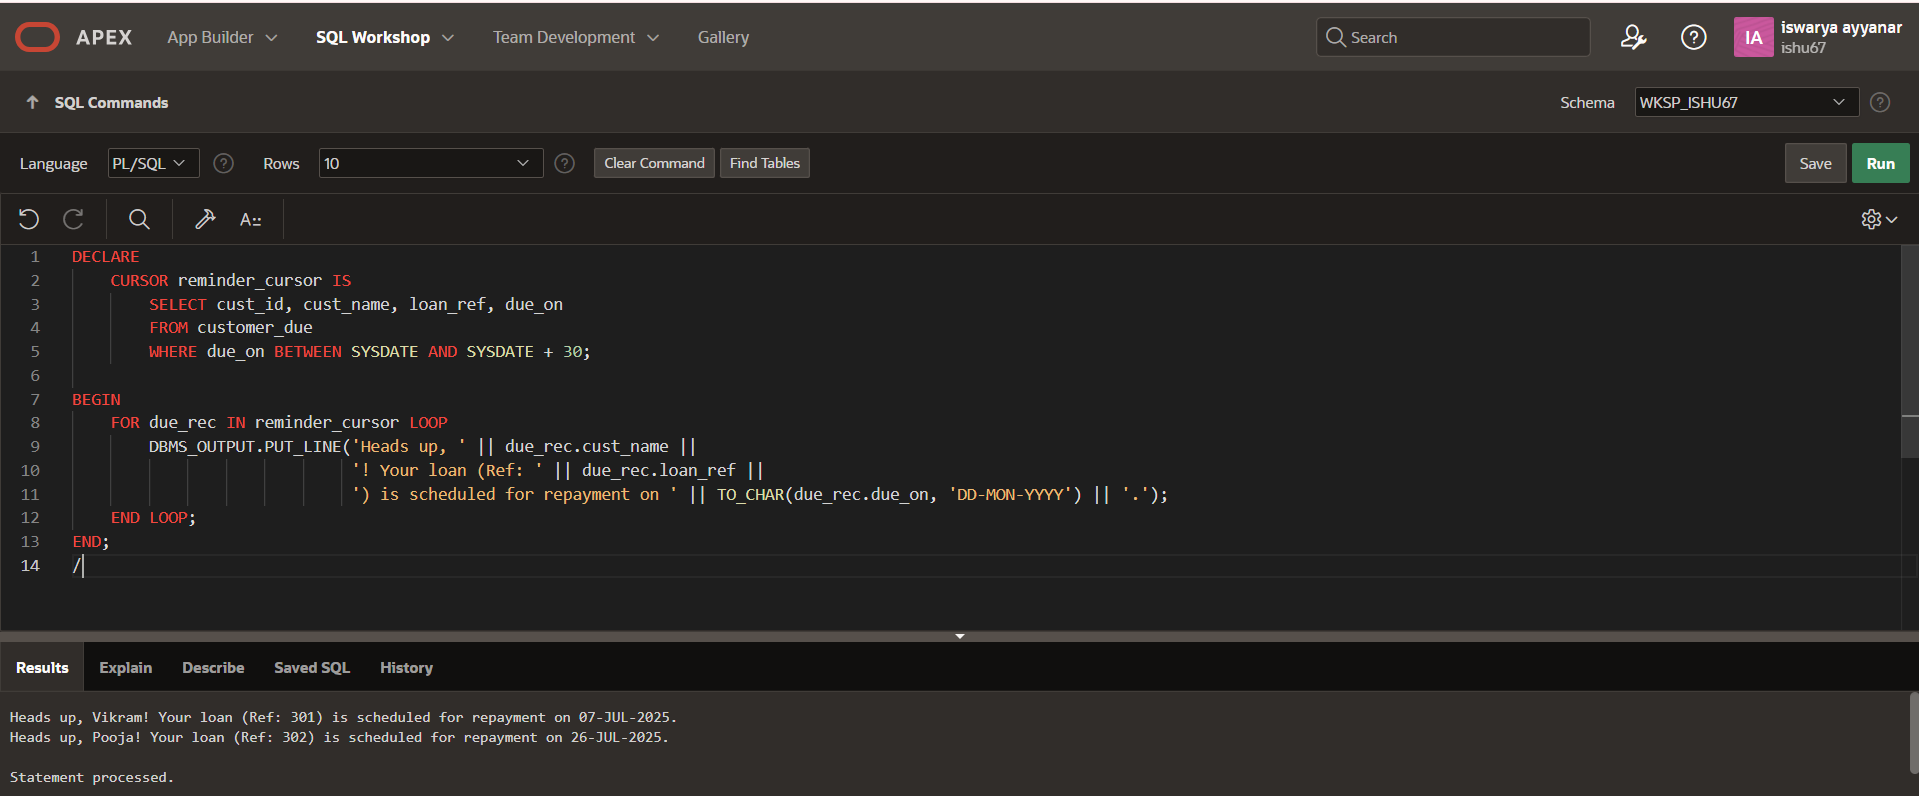 APEX App Builder SQL Workshop Team Development Gallery Search IA iswarya ayyanar
ishu67
SQL Commands Schema WKSP_ISHU67
Language PL/SQL Rows 10 Clear Command Find Tables Save Run
A::
1 DECLARE
2 CURSOR reminder_cursor IS
3 SELECT cust_id, cust_name, loan_ref, due_on
4 FROM customer_due
5 WHERE due_on BETWEEN SYSDATE AND SYSDATE + 30;
6
7 BEGIN
8 FOR due_rec IN reminder_cursor LOOP
9 DBMS_OUTPUT.PUT_LINE('Heads up, ' || due_rec.cust_name ||
10 '! Your loan (Ref: ' || due_rec.loan_ref ||
11 ') is scheduled for repayment on ' || TO_CHAR(due_rec.due_on, 'DD-MON-YYYY') || '.');
12 END LOOP;
13 END;
14 /
Results Explain Describe Saved SQL History
Heads up, Vikram! Your loan (Ref: 301) is scheduled for repayment on 07-JUL-2025.
Heads up, Pooja! Your loan (Ref: 302) is scheduled for repayment on 26-JUL-2025.
Statement processed.